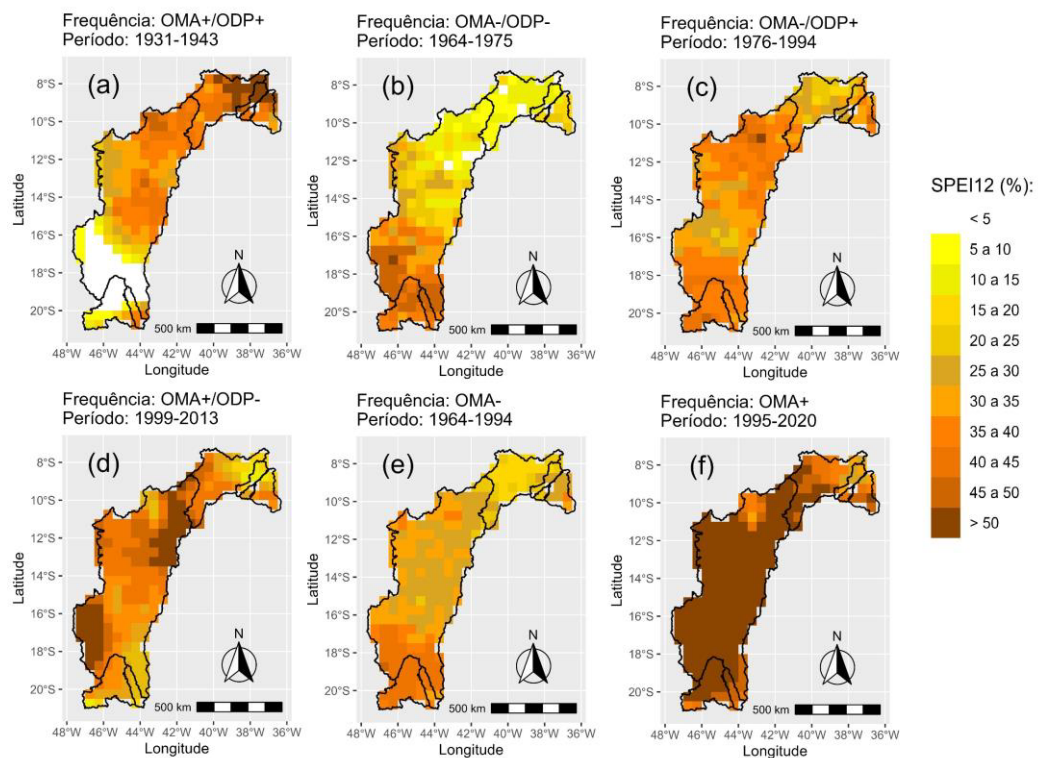 Frequência: OMA+/ODP+
Período: 1931-1943
(a)
8°S
10°S
12°S
14°S
16°S
18°S
20°S
Latitude
N
500 km
48°W 46°W 44°W 42°W 40°W 38°W 36°W
Longitude
Frequência: OMA-/ODP-
Período: 1964-1975
(b)
8°S
10°S
12°S
14°S
16°S
18°S
20°S
Latitude
N
500 km
48°W 46°W 44°W 42°W 40°W 38°W 36°W
Longitude
Frequência: OMA-/ODP+
Período: 1976-1994
(c)
8°S
10°S
12°S
14°S
16°S
18°S
20°S
Latitude
N
500 km
48°W 46°W 44°W 42°W 40°W 38°W 36°W
Longitude
Frequência: OMA+/ODP-
Período: 1999-2013
(d)
8°S
10°S
12°S
14°S
16°S
18°S
20°S
Latitude
N
500 km
48°W 46°W 44°W 42°W 40°W 38°W 36°W
Longitude
Frequência: OMA-
Período: 1964-1994
(e)
8°S
10°S
12°S
14°S
16°S
18°S
20°S
Latitude
N
500 km
48°W 46°W 44°W 42°W 40°W 38°W 36°W
Longitude
Frequência: OMA+
Período: 1995-2020
(f)
8°S
10°S
12°S
14°S
16°S
18°S
20°S
Latitude
N
500 km
48°W 46°W 44°W 42°W 40°W 38°W 36°W
Longitude
SPEI12 (%):
< 5
5 a 10
10 a 15
15 a 20
20 a 25
25 a 30
30 a 35
35 a 40
40 a 45
45 a 50
> 50